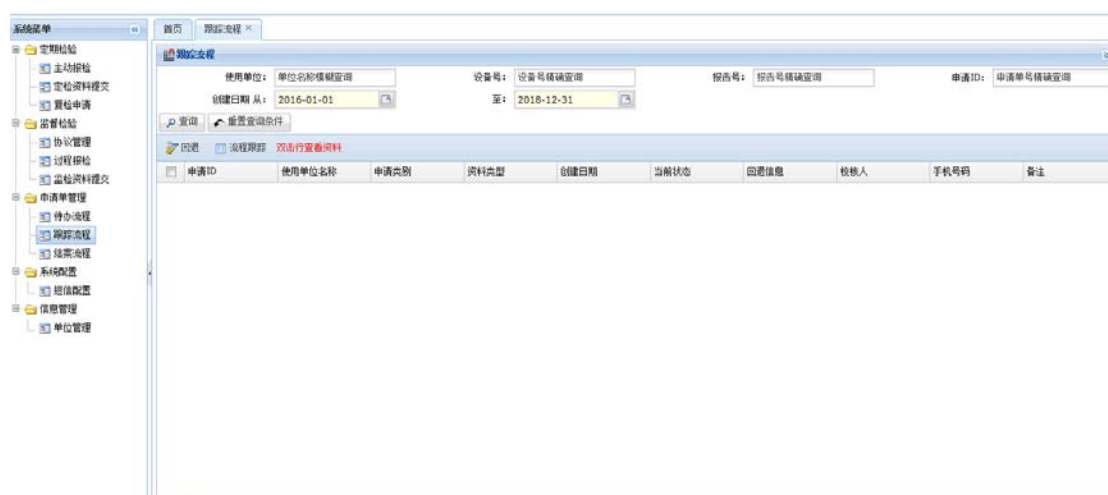 系统菜单
首页 跟踪流程
定期检验
主动报检
定检资料提交
复检申请
监督检验
协议管理
过程报检
监检资料提交
申请单管理
待办流程
跟踪流程
结案流程
系统配置
短信配置
信息管理
单位管理
跟踪流程
使用单位: 单位名称模糊查询 设备号: 设备号精确查询 报告号: 报告号精确查询 申请ID: 申请单号精确查询
创建日期 从: 2016-01-01 至: 2018-12-31
查询 重置查询条件
回退 流程跟踪 双击行查看资料
申请ID 使用单位名称 申请类别 资料类型 创建日期 当前状态 回退信息 校核人 手机号码 备注